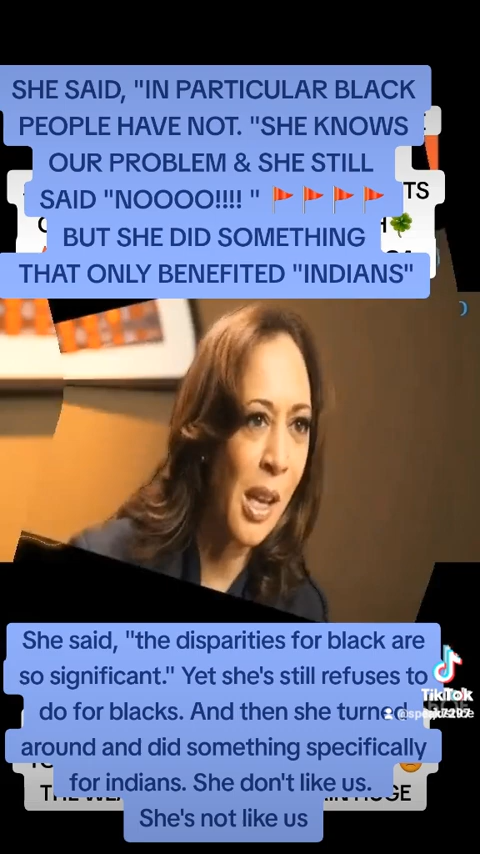 SHE SAID, "IN PARTICULAR BLACK
PEOPLE HAVE NOT. "SHE KNOWS
OUR PROBLEM & SHE STILL
SAID "NOOOO!!!! " 🚩🚩🚩🚩
BUT SHE DID SOMETHING
THAT ONLY BENEFITED "INDIANS"
She said, "the disparities for black are
so significant." Yet she's still refuses to
do for blacks. And then she turned
around and did something specifically
for indians. She don't like us.
She's not like us
TikTok
THE
HUGE